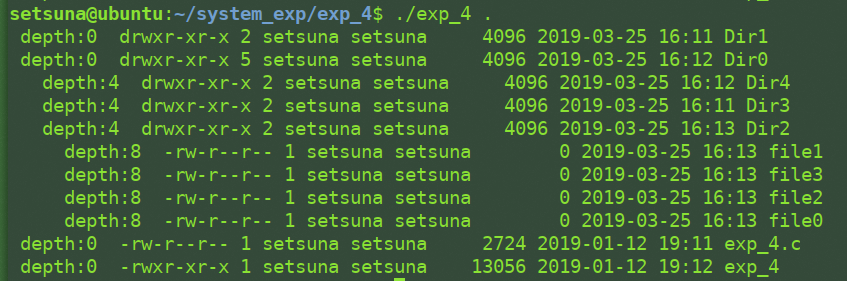 setsuna@ubuntu:~/system_exp/exp_4$ ./exp_4 .
depth:0  drwxr-xr-x 2 setsuna setsuna     4096 2019-03-25 16:11 Dir1
depth:0  drwxr-xr-x 5 setsuna setsuna     4096 2019-03-25 16:12 Dir0
  depth:4  drwxr-xr-x 2 setsuna setsuna     4096 2019-03-25 16:12 Dir4
  depth:4  drwxr-xr-x 2 setsuna setsuna     4096 2019-03-25 16:11 Dir3
  depth:4  drwxr-xr-x 2 setsuna setsuna     4096 2019-03-25 16:13 Dir2
    depth:8  -rw-r--r-- 1 setsuna setsuna        0 2019-03-25 16:13 file1
    depth:8  -rw-r--r-- 1 setsuna setsuna        0 2019-03-25 16:13 file3
    depth:8  -rw-r--r-- 1 setsuna setsuna        0 2019-03-25 16:13 file2
    depth:8  -rw-r--r-- 1 setsuna setsuna        0 2019-03-25 16:13 file0
depth:0  -rw-r--r-- 1 setsuna setsuna     2724 2019-01-12 19:11 exp_4.c
depth:0  -rwxr-xr-x 1 setsuna setsuna    13056 2019-01-12 19:12 exp_4